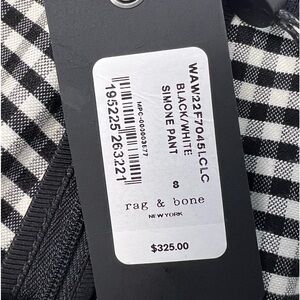 WAW22F7045LCLC
BLACK/WHITE
SIMONE PANT
195225263221
8
rag & bone
NEW YORK
$325.00